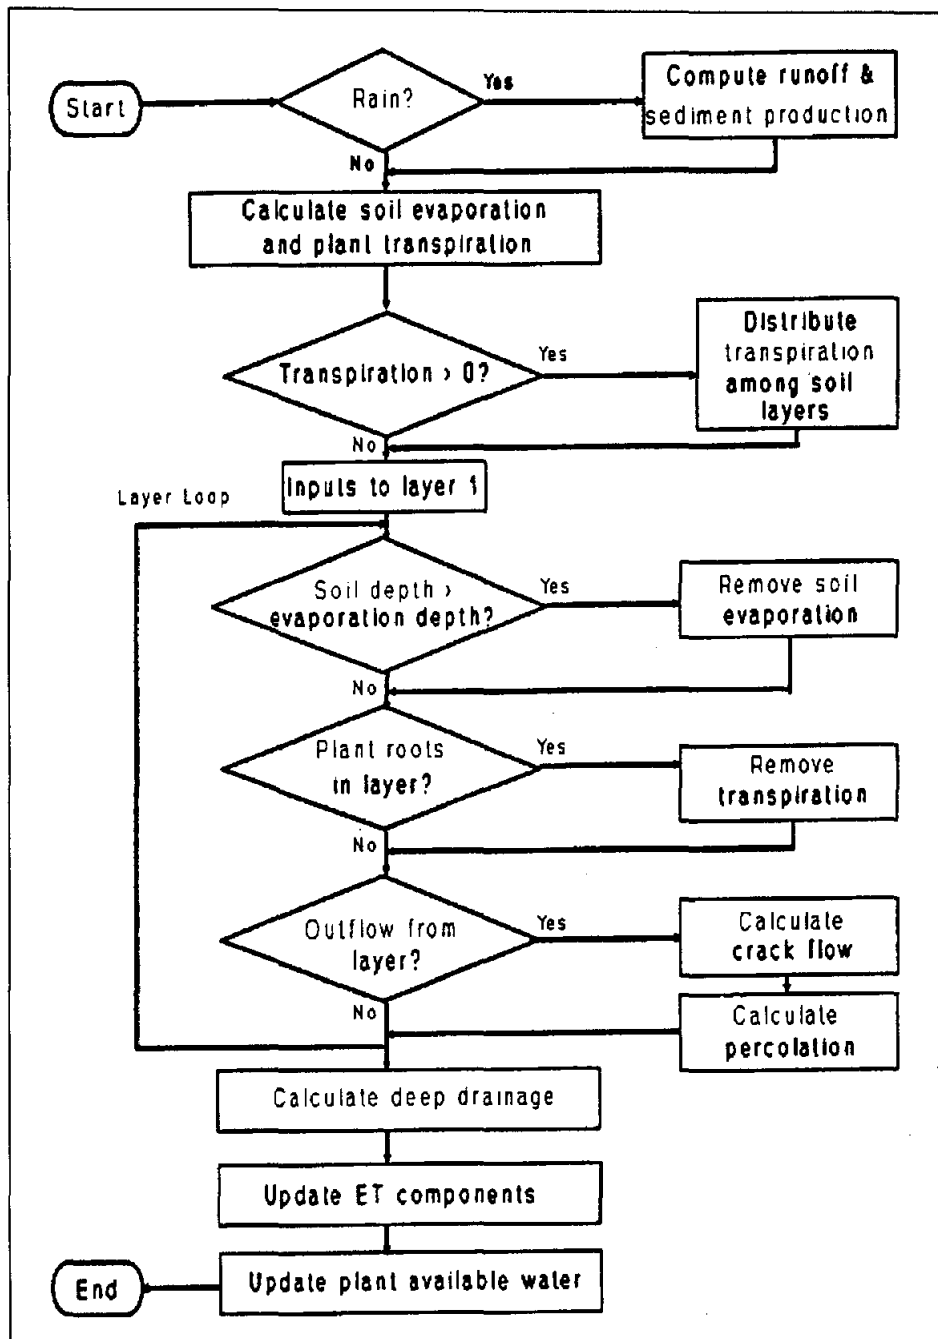 Start
Rain?
Yes
Compute runoff &
sediment production
No
Calculate soil evaporation
and plant transpiration
Transpiration > 0?
Yes
Distribute
transpiration
among soil
layers
No
Inputs to layer 1
Layer Loop
Soil depth >
evaporation depth?
Yes
Remove soil
evaporation
No
Plant roots
in layer?
Yes
Remove
transpiration
No
Outflow from
layer?
Yes
Calculate
crack flow
No
Calculate
percolation
Calculate deep drainage
Update ET components
Update plant available water
End